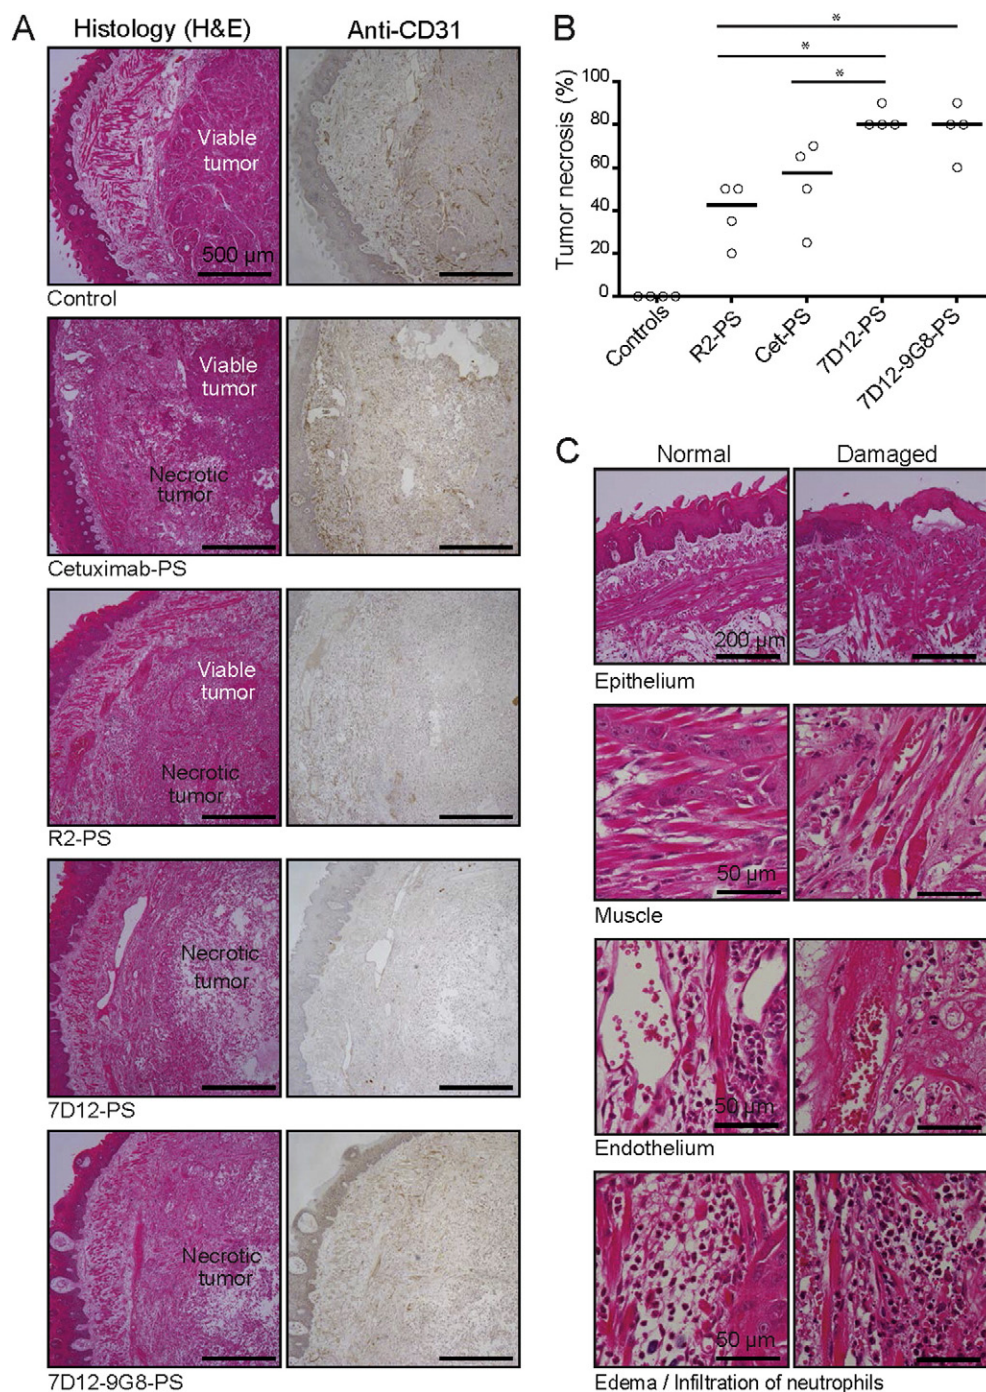 A
Histology (H&E)
Anti-CD31
Viable
tumor
500 µm
Control
Viable
tumor
Necrotic
tumor
Cetuximab-PS
Viable
tumor
Necrotic
tumor
R2-PS
Necrotic
tumor
7D12-PS
Necrotic
tumor
7D12-9G8-PS
B
*
*
*
Tumor necrosis (%)
100
80
60
40
20
0
Controls
R2-PS
Cet-PS
7D12-PS
7D12-9G8-PS
C
Normal
Damaged
200 µm
Epithelium
50 µm
Muscle
50 µm
Endothelium
50 µm
Edema / Infiltration of neutrophils